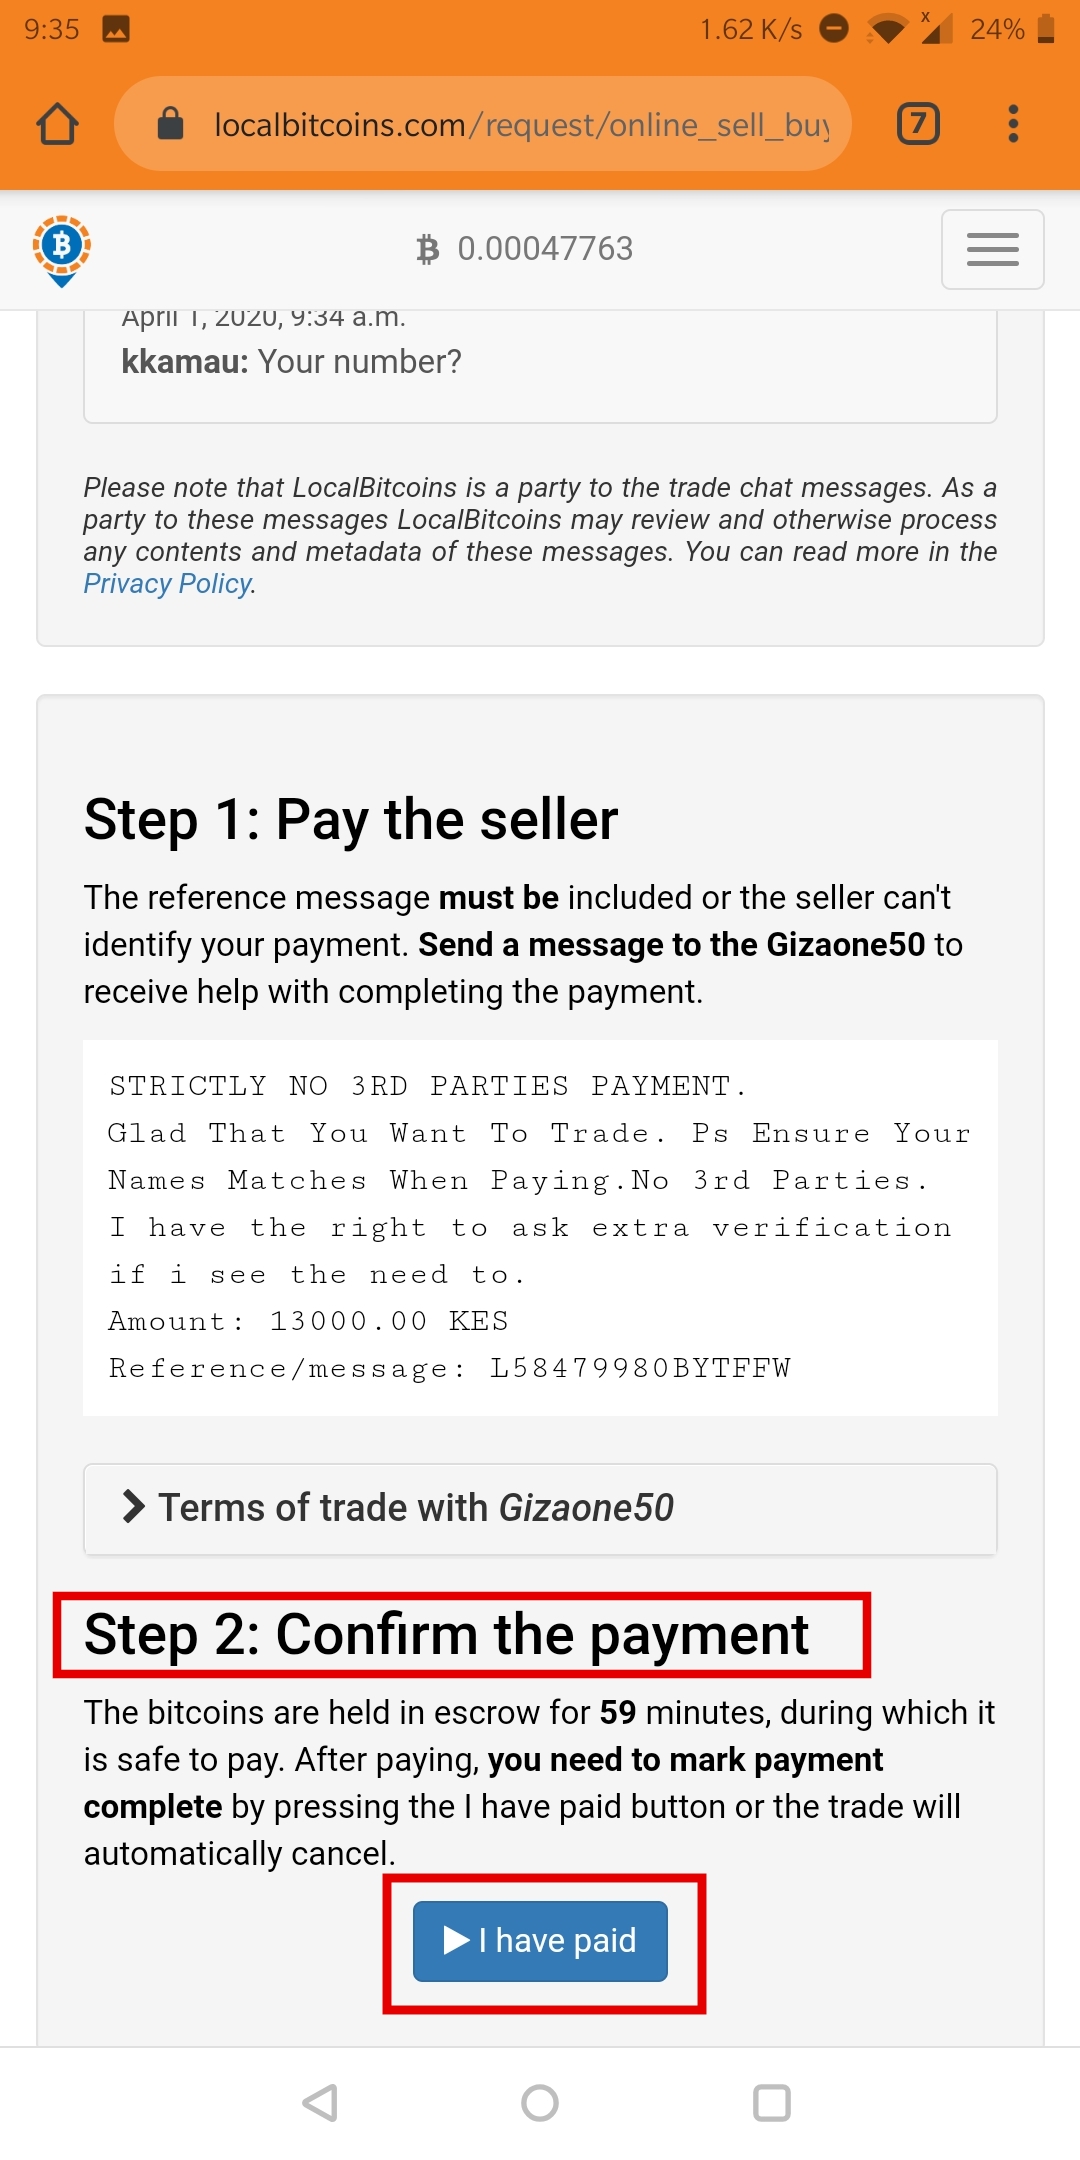 9:35
1.62 K/s
x
24%
localbitcoins.com/request/online_sell_buy
7
0.00047763
April 1, 2020, 9:34 a.m.
kkamau: Your number?
Please note that LocalBitcoins is a party to the trade chat messages. As a
party to these messages LocalBitcoins may review and otherwise process
any contents and metadata of these messages. You can read more in the
Privacy Policy.
Step 1: Pay the seller
The reference message must be included or the seller can't
identify your payment. Send a message to the Gizaone50 to
receive help with completing the payment.
STRICTLY NO 3RD PARTIES PAYMENT.
Glad That You Want To Trade. Ps Ensure Your
Names Matches When Paying.No 3rd Parties.
I have the right to ask extra verification
if i see the need to.
Amount: 13000.00 KES
Reference/message: L58479980BYTFFW
Terms of trade with Gizaone50
Step 2: Confirm the payment
The bitcoins are held in escrow for 59 minutes, during which it
is safe to pay. After paying, you need to mark payment
complete by pressing the I have paid button or the trade will
automatically cancel.
I have paid